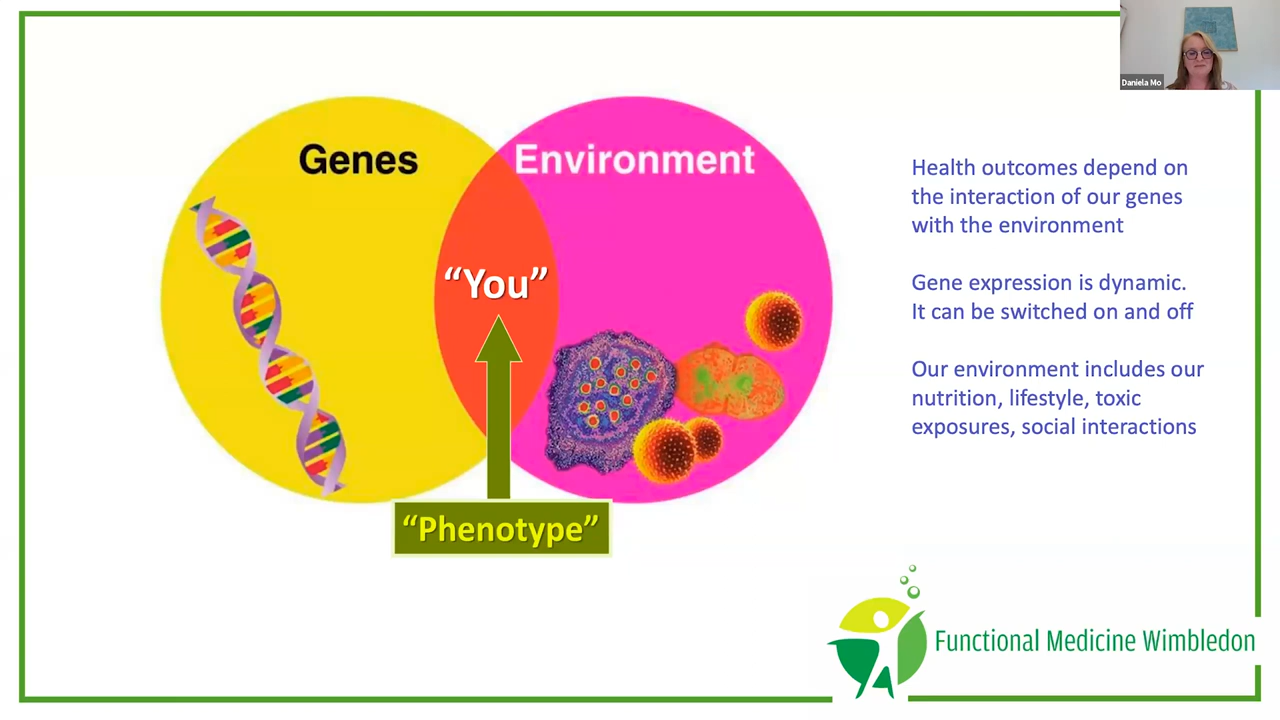 Daniela Mo
Genes
Environment
“You”
“Phenotype”
Health outcomes depend on
the interaction of our genes
with the environment
Gene expression is dynamic.
It can be switched on and off
Our environment includes our
nutrition, lifestyle, toxic
exposures, social interactions
Functional Medicine Wimbledon